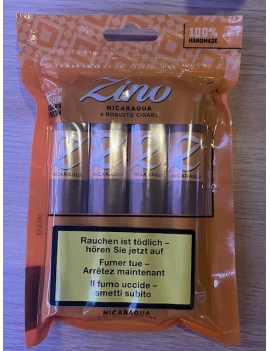 100%
HANDMADE
Zino
NICARAGUA
4 ROBUSTO CIGARS
Z Z Z Z
NICARAGUA NICARAGUA NICARAGUA
Rauchen ist tödlich –
hören Sie jetzt auf
Fumer tue –
Arrêtez maintenant
Il fumo uccide –
smetti subito
NICARAGUA